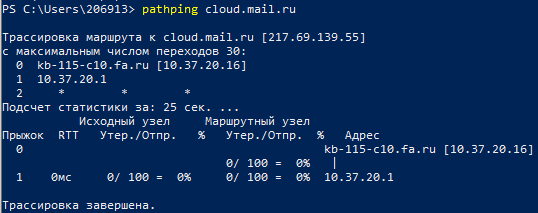 PS C:\Users\206913> pathping cloud.mail.ru
Трассировка маршрута к cloud.mail.ru [217.69.139.55]
с максимальным числом переходов 30:
  0  kb-115-c10.fa.ru [10.37.20.16]
  1  10.37.20.1
  2     *        *        *
Подсчет статистики за: 25 сек. ...
            Исходный узел      Маршрутный узел
Прыжок  RTT    Утер./Отпр.   %    Утер./Отпр.  %   Адрес
  0                                           kb-115-c10.fa.ru [10.37.20.16]
                                0/ 100 =  0%   |
  1    0мс     0/ 100 =  0%     0/ 100 =  0%  10.37.20.1
Трассировка завершена.